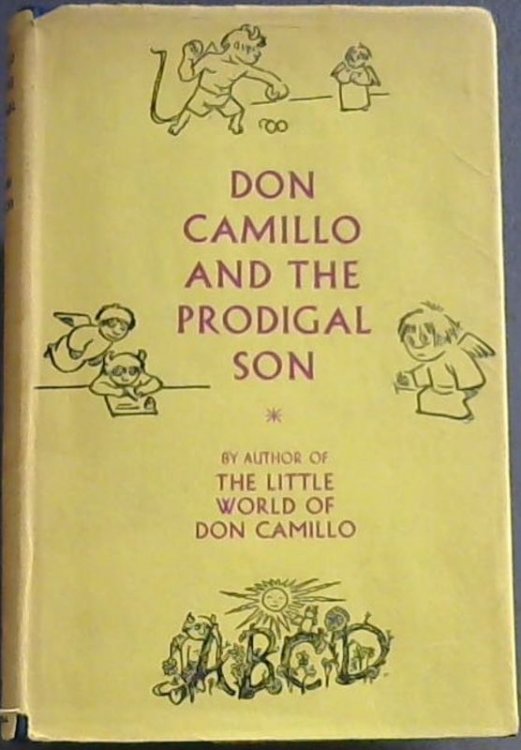 DON
CAMILLO
AND THE
PRODIGAL
SON
*
BY AUTHOR OF
THE LITTLE
WORLD OF
DON CAMILLO
ABCD